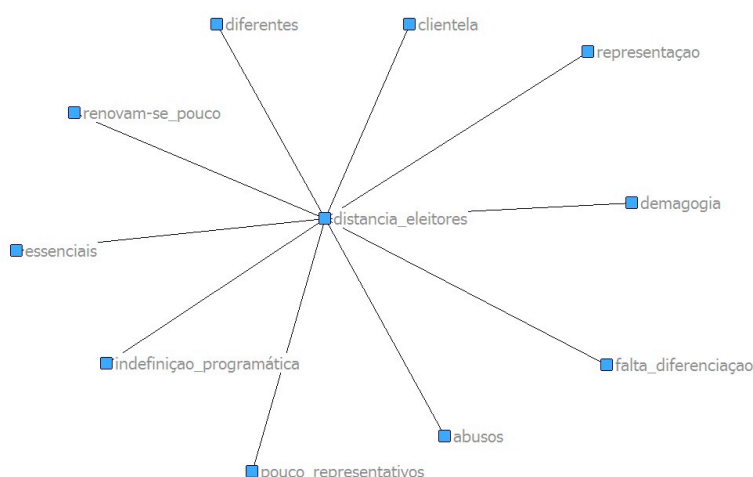 diferentes
clientela
representaçao
renovam-se_pouco
demagogia
distancia_eleitores
essenciais
indefiniçao_programática
falta_diferenciaçao
abusos
pouco_representativos